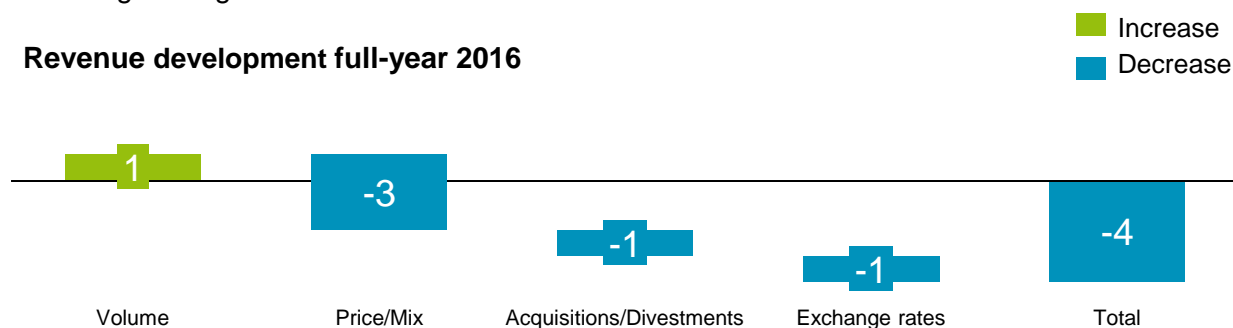 Increase
Revenue development full-year 2016
Decrease
1
-3
-1
-1
-4
Volume
Price/Mix
Acquisitions/Divestments
Exchange rates
Total